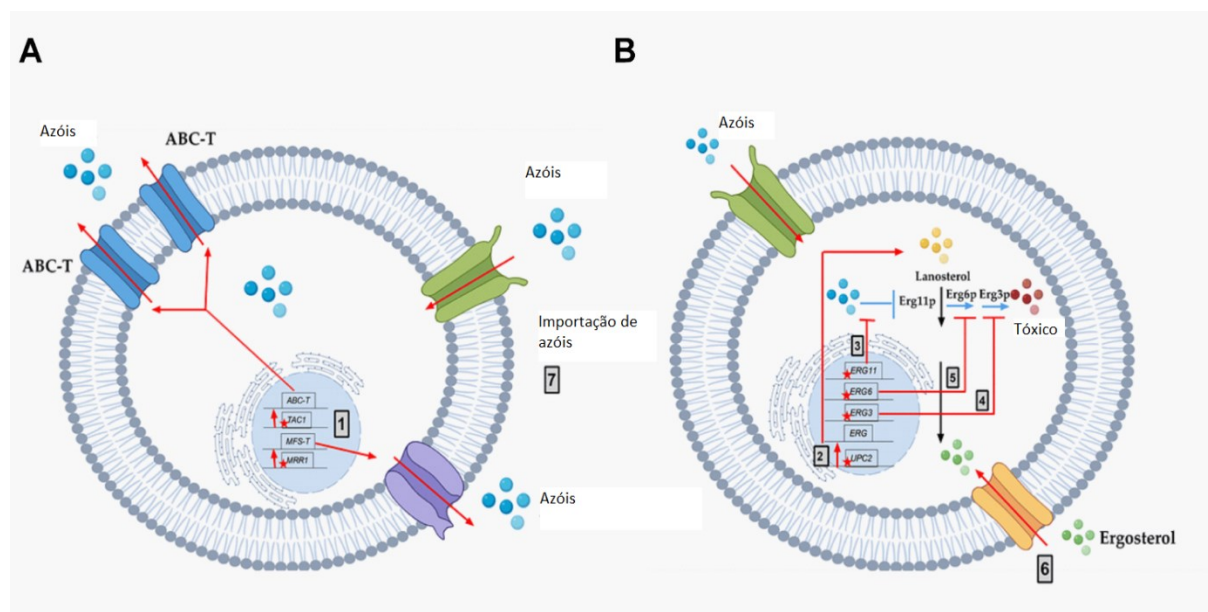 A
Azóis
ABC-T
ABC-T
Azóis
Importação de
azóis
7
ABC-T
TAC1
MFS-T
MRR1
1
Azóis
B
Azóis
Lanosterol
Erg11p
Erg6p
Erg3p
Tóxico
3
ERG11
ERG6
ERG3
ERG
UPC2
2
5
4
Ergosterol
6